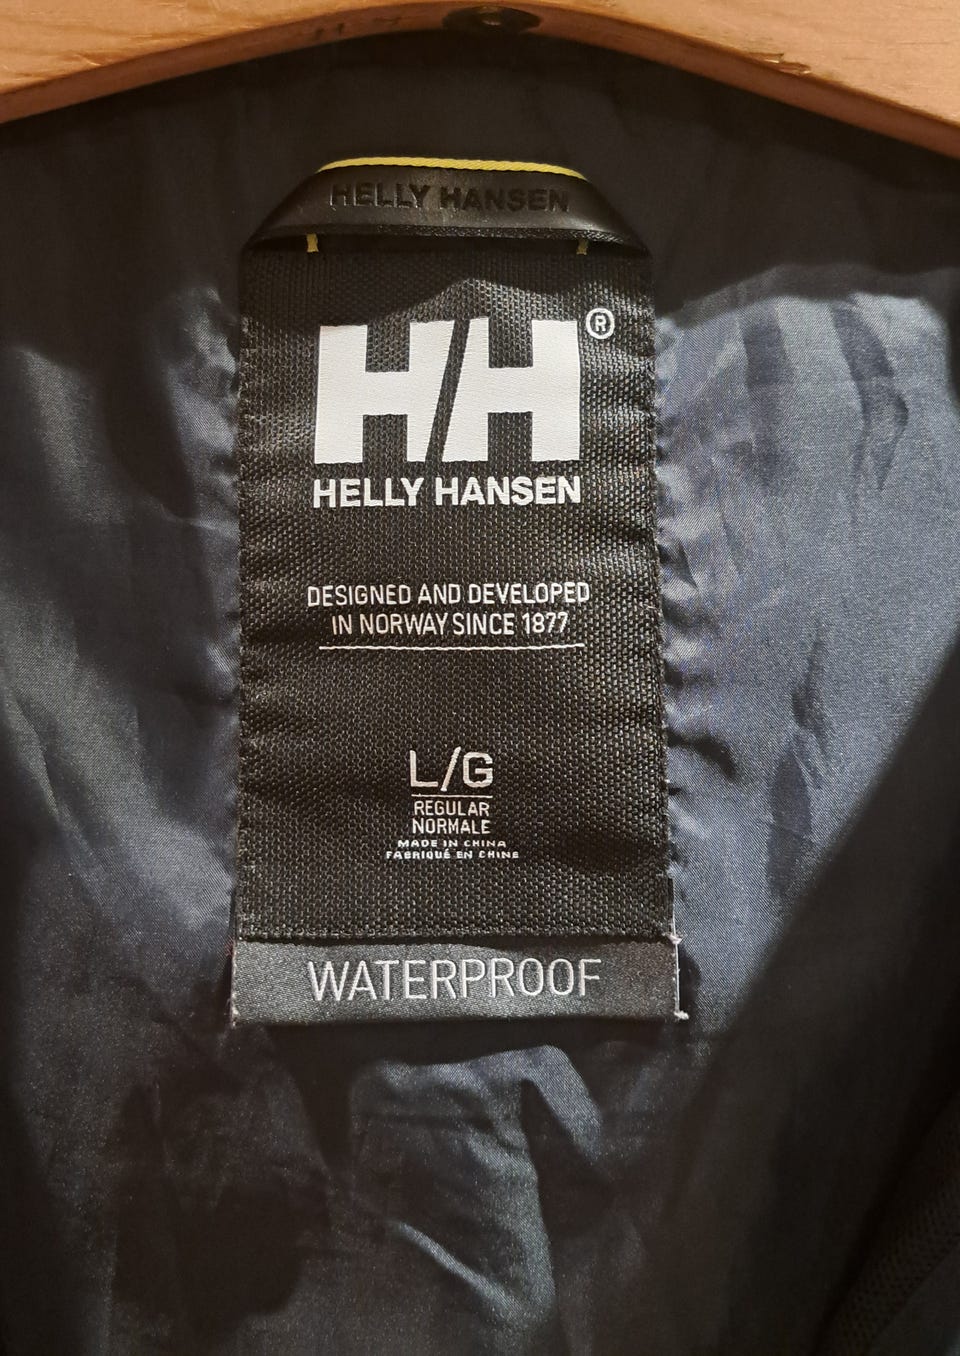 HELLY HANSEN
HH®
HELLY HANSEN
DESIGNED AND DEVELOPED
IN NORWAY SINCE 1877
L/G
REGULAR
NORMALE
MADE IN CHINA
FABRIQUÉ EN CHINE
WATERPROOF